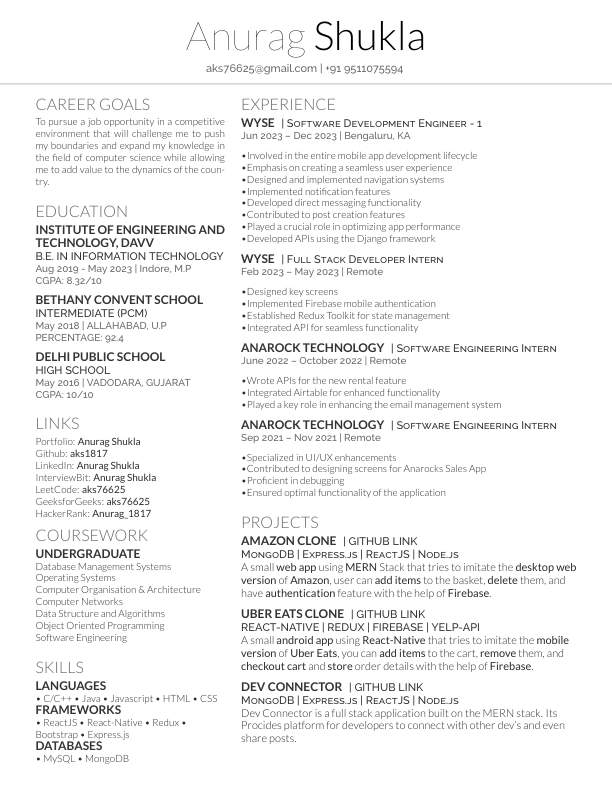 Anurag Shukla
aks76625@gmail.com | +91 9511075594
CAREER GOALS
To pursue a job opportunity in a competitive
environment that will challenge me to push
my boundaries and expand my knowledge in
the field of computer science while allowing
me to add value to the dynamics of the coun-
try.
EDUCATION
INSTITUTE OF ENGINEERING AND
TECHNOLOGY, DAVV
B.E. IN INFORMATION TECHNOLOGY
Aug 2019 - May 2023 | Indore, M.P
CGPA: 8.32/10
BETHANY CONVENT SCHOOL
INTERMEDIATE (PCM)
May 2018 | ALLAHABAD, U.P
PERCENTAGE: 92.4
DELHI PUBLIC SCHOOL
HIGH SCHOOL
May 2016 | VADODARA, GUJARAT
CGPA: 10/10
LINKS
Portfolio: Anurag Shukla
Github: aks1817
LinkedIn: Anurag Shukla
InterviewBit: Anurag Shukla
LeetCode: aks76625
GeeksforGeeks: aks76625
HackerRank: Anurag_1817
COURSEWORK
UNDERGRADUATE
Database Management Systems
Operating Systems
Computer Organisation & Architecture
Computer Networks
Data Structure and Algorithms
Object Oriented Programming
Software Engineering
SKILLS
LANGUAGES
• C/C++ • Java • Javascript • HTML • CSS
FRAMEWORKS
• ReactJS • React-Native • Redux •
Bootstrap • Express.js
DATABASES
• MySQL • MongoDB
EXPERIENCE
WYSE | Software Development Engineer - 1
Jun 2023 – Dec 2023 | Bengaluru, KA
•Involved in the entire mobile app development lifecycle
•Emphasis on creating a seamless user experience
•Designed and implemented navigation systems
•Implemented notification features
•Developed direct messaging functionality
•Contributed to post creation features
•Played a crucial role in optimizing app performance
•Developed APIs using the Django framework
WYSE | Full Stack Developer Intern
Feb 2023 – May 2023 | Remote
•Designed key screens
•Implemented Firebase mobile authentication
•Established Redux Toolkit for state management
•Integrated API for seamless functionality
ANAROCK TECHNOLOGY | Software Engineering Intern
June 2022 – October 2022 | Remote
•Wrote APIs for the new rental feature
•Integrated Airtable for enhanced functionality
•Played a key role in enhancing the email management system
ANAROCK TECHNOLOGY | Software Engineering Intern
Sep 2021 – Nov 2021 | Remote
•Specialized in UI/UX enhancements
•Contributed to designing screens for Anarocks Sales App
•Proficient in debugging
•Ensured optimal functionality of the application
PROJECTS
AMAZON CLONE | GITHUB LINK
MongoDB | Express.js | ReactJS | Node.js
A small web app using MERN Stack that tries to imitate the desktop web
version of Amazon, user can add items to the basket, delete them, and
have authentication feature with the help of Firebase.
UBER EATS CLONE | GITHUB LINK
REACT-NATIVE | REDUX | FIREBASE | YELP-API
A small android app using React-Native that tries to imitate the mobile
version of Uber Eats, you can add items to the cart, remove them, and
checkout cart and store order details with the help of Firebase.
DEV CONNECTOR | GITHUB LINK
MongoDB | Express.js | ReactJS | Node.js
Dev Connector is a full stack application built on the MERN stack. Its
Procides platform for developers to connect with other dev's and even
share posts.